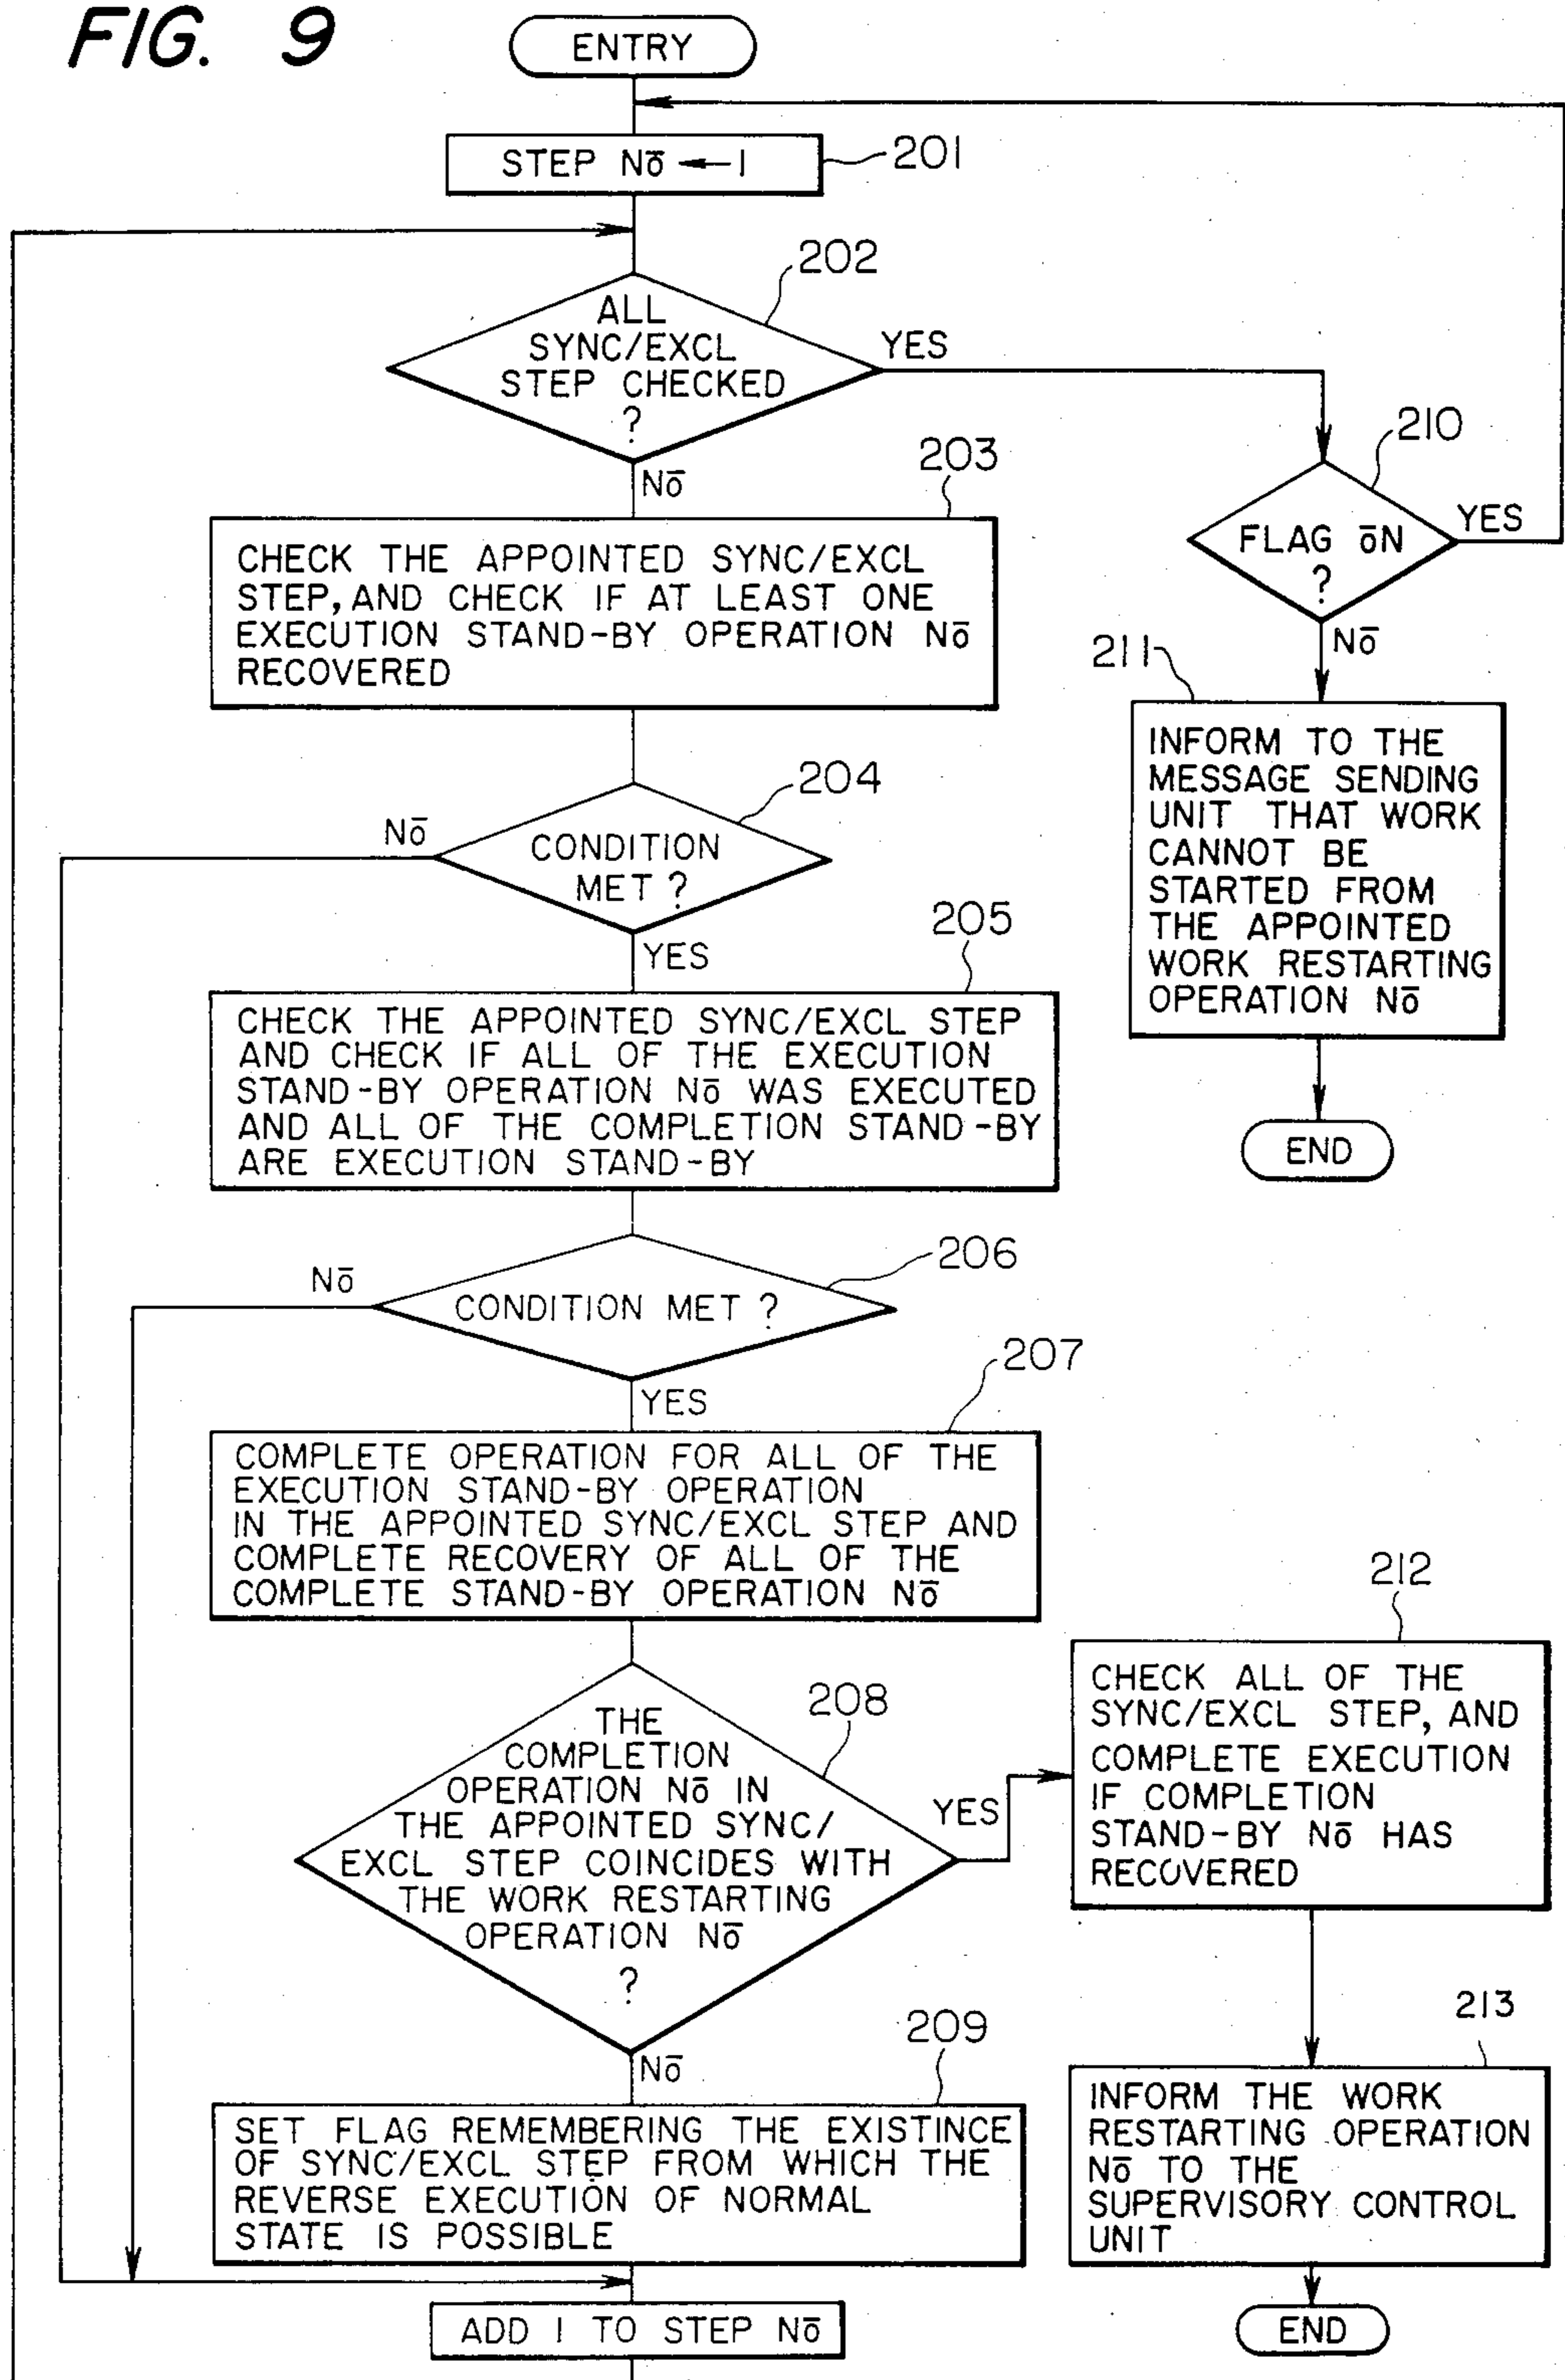 FIG. 9
ENTRY
STEP Nō ← 1
201
202
ALL
SYNC/EXCL
STEP CHECKED
?
YES
Nō
203
CHECK THE APPOINTED SYNC/EXCL
STEP, AND CHECK IF AT LEAST ONE
EXECUTION STAND-BY OPERATION Nō
RECOVERED
210
FLAG ōN
?
YES
Nō
211
INFORM TO THE
MESSAGE SENDING
UNIT THAT WORK
CANNOT BE
STARTED FROM
THE APPOINTED
WORK RESTARTING
OPERATION Nō
END
204
Nō
CONDITION
MET ?
YES
205
CHECK THE APPOINTED SYNC/EXCL STEP
AND CHECK IF ALL OF THE EXECUTION
STAND-BY OPERATION Nō WAS EXECUTED
AND ALL OF THE COMPLETION STAND-BY
ARE EXECUTION STAND-BY
206
Nō
CONDITION MET ?
YES
207
COMPLETE OPERATION FOR ALL OF THE
EXECUTION STAND-BY OPERATION
IN THE APPOINTED SYNC/EXCL STEP AND
COMPLETE RECOVERY OF ALL OF THE
COMPLETE STAND-BY OPERATION Nō
208
THE
COMPLETION
OPERATION Nō IN
THE APPOINTED SYNC/
EXCL STEP COINCIDES WITH
THE WORK RESTARTING
OPERATION Nō
?
YES
Nō
212
CHECK ALL OF THE
SYNC/EXCL STEP, AND
COMPLETE EXECUTION
IF COMPLETION
STAND-BY Nō HAS
RECOVERED
209
SET FLAG REMEMBERING THE EXISTINCE
OF SYNC/EXCL STEP FROM WHICH THE
REVERSE EXECUTION OF NORMAL
STATE IS POSSIBLE
213
INFORM THE WORK
RESTARTING OPERATION
Nō TO THE
SUPERVISORY CONTROL
UNIT
ADD 1 TO STEP Nō
END